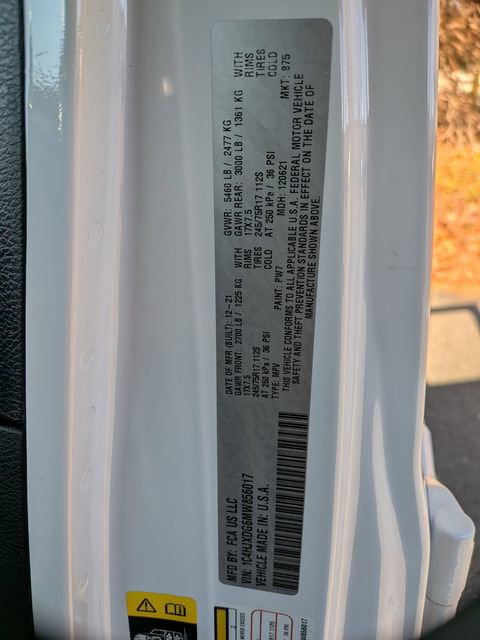 MFD BY: FCA US LLC
VIN: 1C4HJXDG6MW856017
VEHICLE MADE IN: U.S.A.
DATE OF MFR (BUILT): 12-21
GAWR FRONT: 2700 LB / 1225 KG WITH
17X7.5 RIMS
245/75R17 112S TIRES
AT 250 kPa / 36 PSI COLD
TYPE: MPV PAINT: PW7
GVWR: 5460 LB / 2477 KG
GAWR REAR: 3000 LB / 1361 KG WITH
17X7.5 RIMS
245/75R17 112S TIRES
AT 250 kPa / 36 PSI COLD
MDH: 120621 MKT: 875
THIS VEHICLE CONFORMS TO ALL APPLICABLE U.S.A. FEDERAL MOTOR VEHICLE
SAFETY AND THEFT PREVENTION STANDARDS IN EFFECT ON THE DATE OF
MANUFACTURE SHOWN ABOVE.